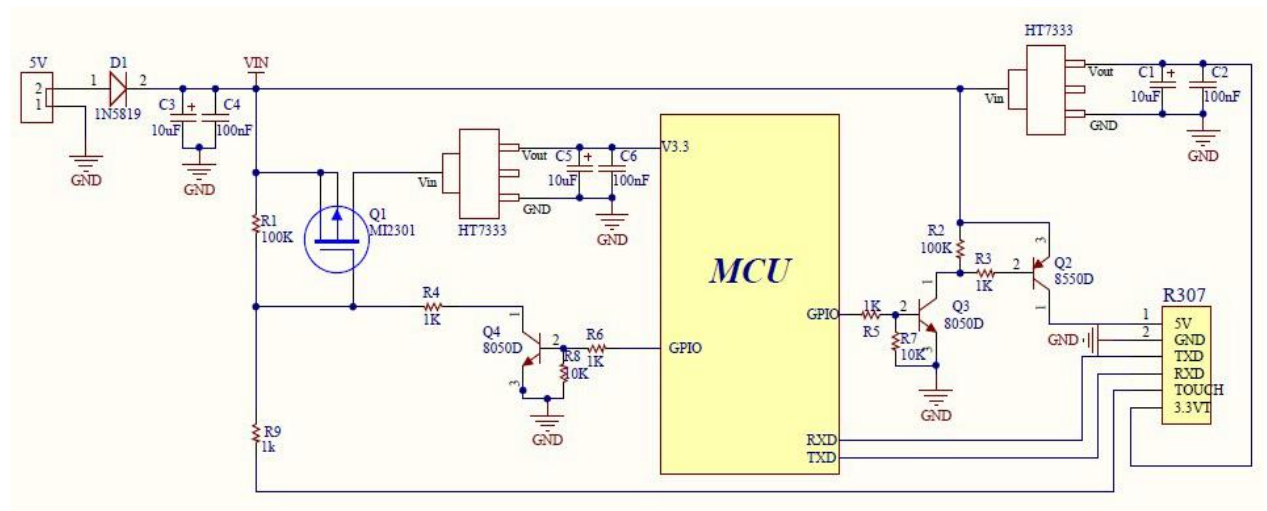 5V
2
1
GND
1
D1
2
1N5819
C3
10uF
+
C4
100nF
GND
VIN
R1
100K
Q1
MI2301
Vin
HT7333
Vout
GND
C5
10uF
+
C6
100nF
GND
R4
1K
1
Q4
8050D
2
3
R8
10K
R6
1K
GND
R9
1k
V3.3
MCU
GPIO
GPIO
RXD
TXD
1K
R5
2
1
Q3
8050D
3
R7
10K
GND
R2
100K
R3
1K
2
3
Q2
8550D
1
HT7333
Vin
Vout
GND
C1
10uF
+
C2
100nF
GND
R307
1
2
GND
5V
GND
TXD
RXD
TOUCH
3.3VT